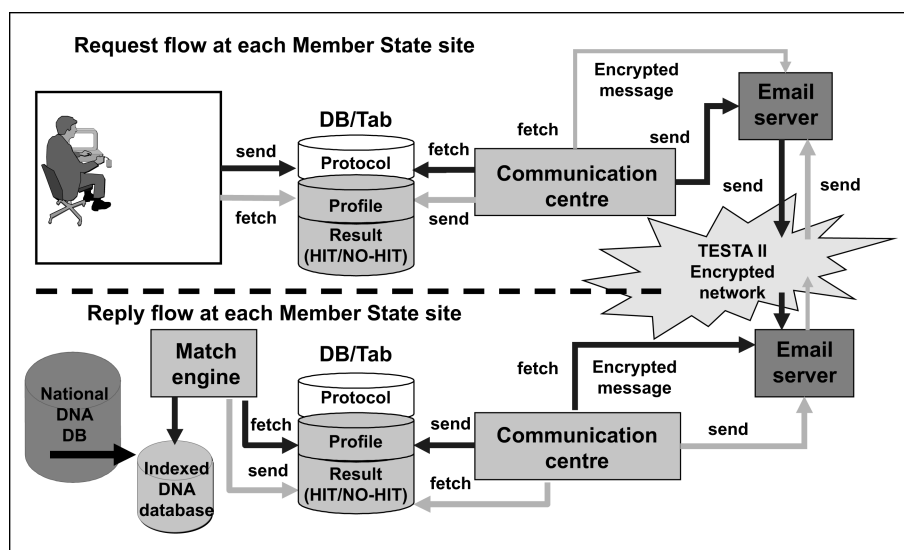 Request flow at each Member State site
Encrypted
message
Email
server
DB/Tab
fetch
send
fetch
send
Protocol
Communication
centre
send
send
Profile
fetch
send
Result
(HIT/NO-HIT)
TESTA II
Encrypted
network
Reply flow at each Member State site
Match
engine
DB/Tab
fetch
Encrypted
message
Email
server
National
DNA
DB
Protocol
fetch
send
Profile
Communication
centre
send
send
Indexed
DNA
database
Result
(HIT/NO-HIT)
fetch